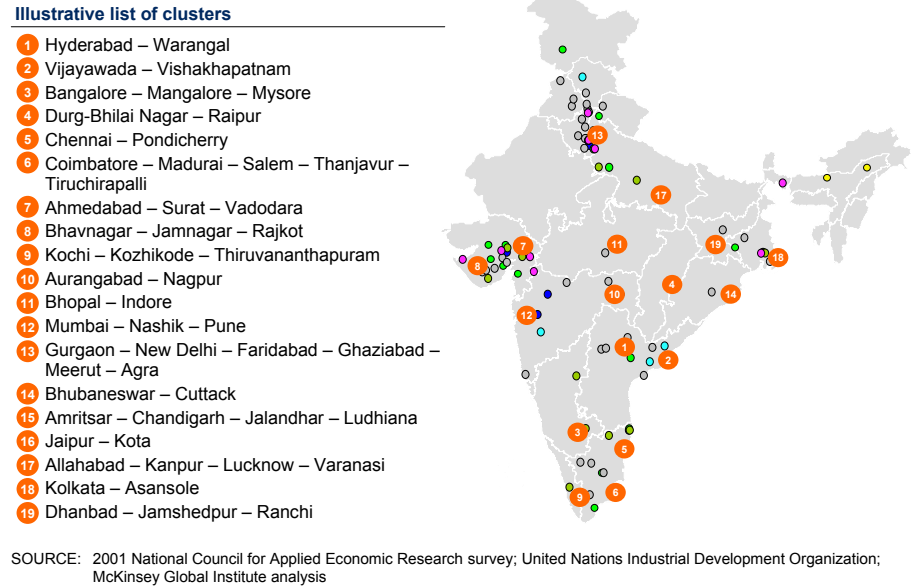 Illustrative list of clusters
1 Hyderabad – Warangal
2 Vijayawada – Vishakhapatnam
3 Bangalore – Mangalore – Mysore
4 Durg-Bhilai Nagar – Raipur
5 Chennai – Pondicherry
6 Coimbatore – Madurai – Salem – Thanjavur –
Tiruchirapalli
7 Ahmedabad – Surat – Vadodara
8 Bhavnagar – Jamnagar – Rajkot
9 Kochi – Kozhikode – Thiruvananthapuram
10 Aurangabad – Nagpur
11 Bhopal – Indore
12 Mumbai – Nashik – Pune
13 Gurgaon – New Delhi – Faridabad – Ghaziabad –
Meerut – Agra
14 Bhubaneswar – Cuttack
15 Amritsar – Chandigarh – Jalandhar – Ludhiana
16 Jaipur – Kota
17 Allahabad – Kanpur – Lucknow – Varanasi
18 Kolkata – Asansole
19 Dhanbad – Jamshedpur – Ranchi
13
17
7
11
19
18
8
4
10
14
12
1
2
3
5
6
9
SOURCE: 2001 National Council for Applied Economic Research survey; United Nations Industrial Development Organization;
McKinsey Global Institute analysis